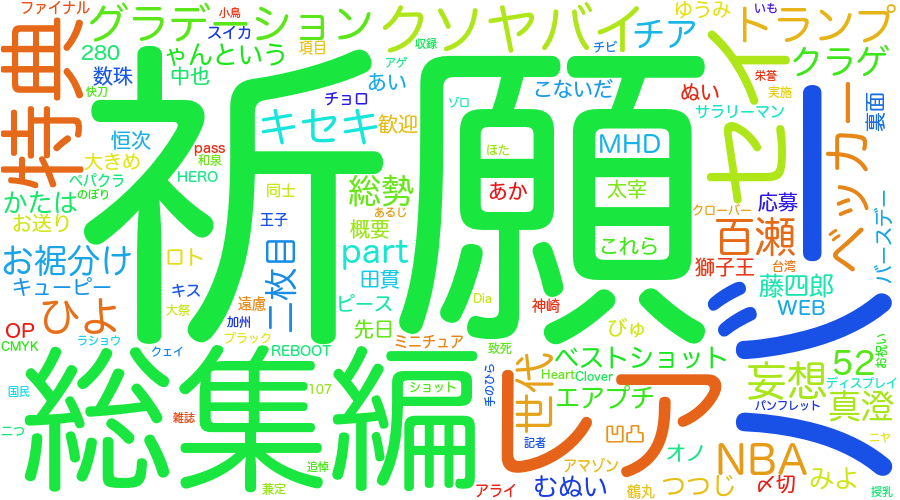 ファイナル
小鳥
グラデーション
クソヤバイ
ゆうみ
いも
トランプ
特典
280
ゃんという
スイカ
項目
収録
チビ
チア
セイ
クラゲ
数珠
快刀
中也
アゲ
あい
こないだ
ぬい
栄誉
実施
祈願
チョロ
ゾロ
サラリーマン
ベッカー
裏面
恒次
pass
キセキ
歓迎
MHD
大きめ
和泉
ほた
ペパクラ
HERO
のぼり
かたは
同士
総勢
あか
太宰
応募
お送り
王子
あるじ
クローバー
百瀬
概要
これら
バースデー
お裾分け
ロト
二枚目
part
獅子王
台湾
キューピー
キス
遠慮
田貫
藤四郎
大祭
ピース
Dia
神崎
WEB
ひよ
加州
先日
びゅ
OP
ブラック
ミニチュア
CMYK
ラショウ
クェイ
REBOOT
致死
ベストショット
お祝い
総集編
レア
世代
妄想
52
手のひら
Heart
Clover
ディスプレイ
国民
107
ショット
エアプチ
真澄
パンフレット
二つ
雑誌
凹凸
記者
オノ
NBA
ニヤ
追悼
アマゾン
みよ
兼定
アライ
むぬい
鶴丸
つつじ
〆切
授乳